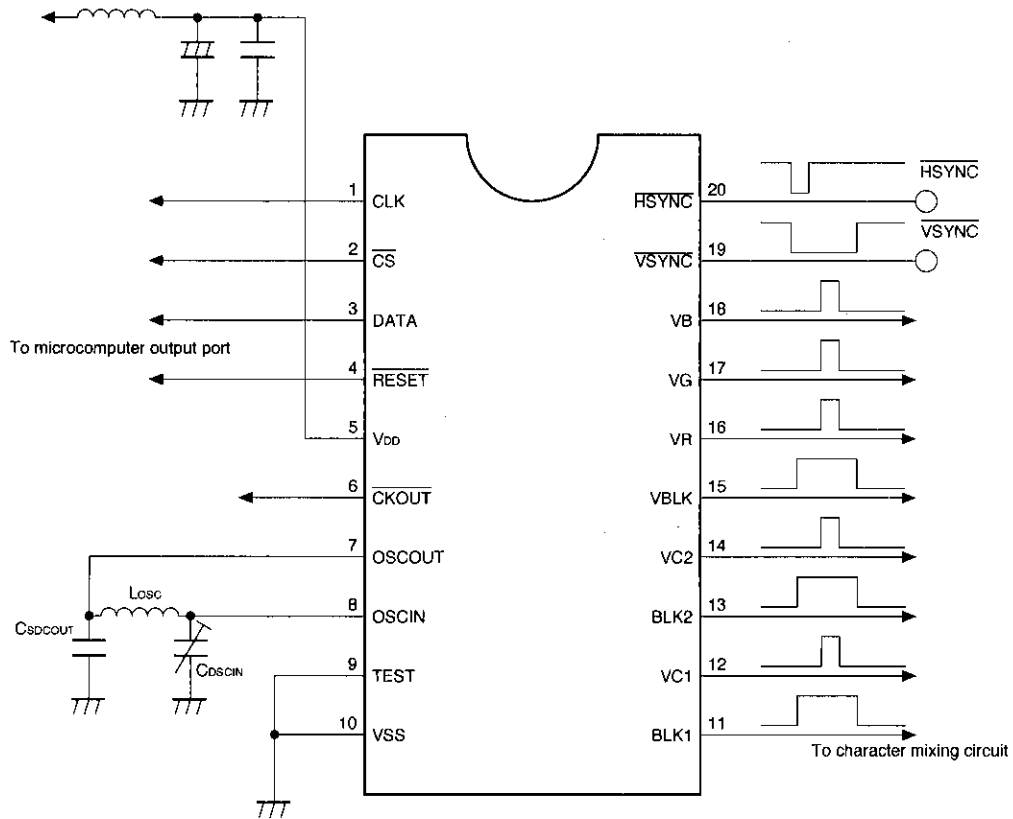 1 CLK
2 CS
3 DATA
To microcomputer output port
4 RESET
5 VDD
6 CKOUT
7 OSCOUT
LOSC
8 OSCIN
CSDCOUT
CDSCIN
9 TEST
10 VSS
HSYNC
HSYNC 20
VSYNC
VSYNC 19
VB 18
VG 17
VR 16
VBLK 15
VC2 14
BLK2 13
VC1 12
BLK1 11
To character mixing circuit